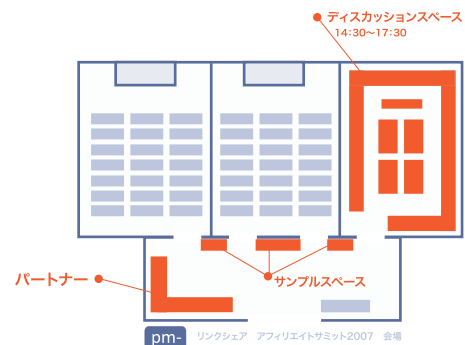 ディスカッションスペース
14:30～17:30
パートナー
サンプルスペース
pm-
リンクシェア　アフィリエイトサミット2007　会場